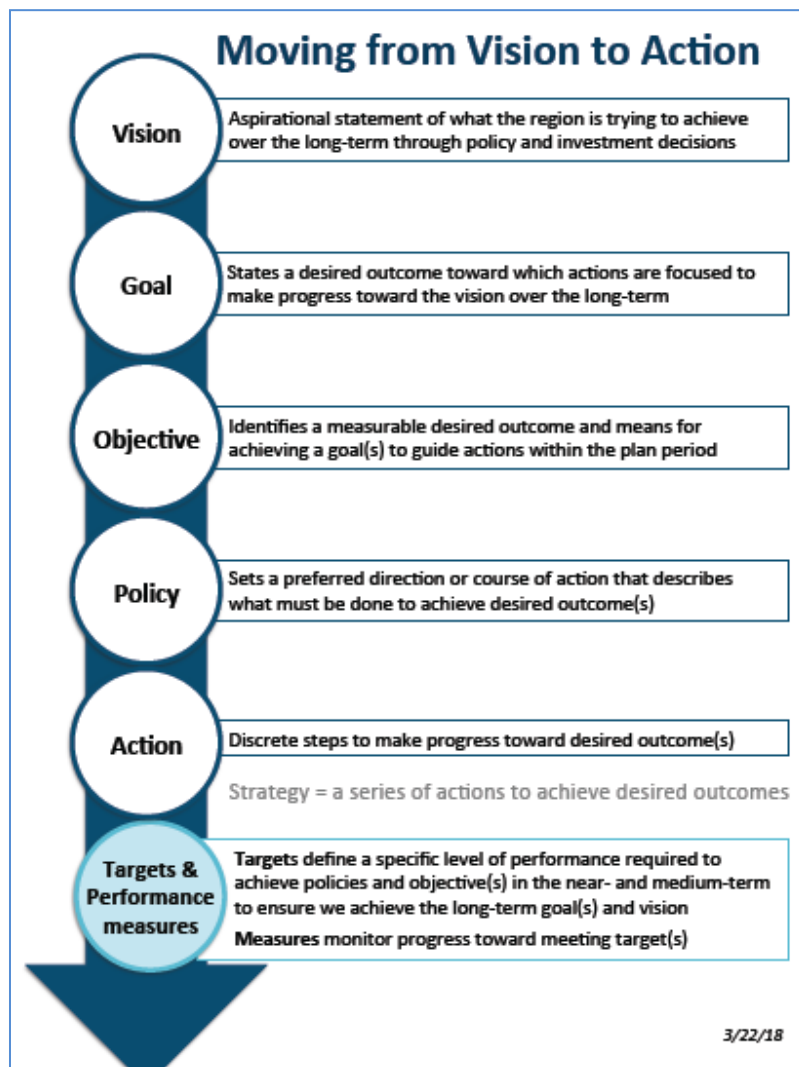 Moving from Vision to Action
Vision
Aspirational statement of what the region is trying to achieve
over the long-term through policy and investment decisions
Goal
States a desired outcome toward which actions are focused to
make progress toward the vision over the long-term
Objective
Identifies a measurable desired outcome and means for
achieving a goal(s) to guide actions within the plan period
Policy
Sets a preferred direction or course of action that describes
what must be done to achieve desired outcome(s)
Action
Discrete steps to make progress toward desired outcome(s)
Strategy = a series of actions to achieve desired outcomes
Targets &
Performance
measures
Targets define a specific level of performance required to
achieve policies and objective(s) in the near- and medium-term
to ensure we achieve the long-term goal(s) and vision
Measures monitor progress toward meeting target(s)
3/22/18